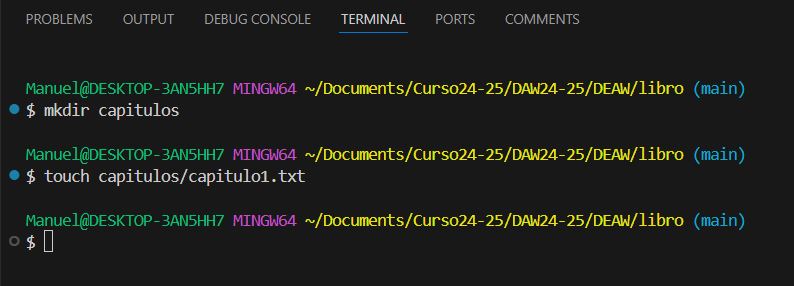 PROBLEMS OUTPUT DEBUG CONSOLE TERMINAL PORTS COMMENTS
Manuel@DESKTOP-3AN5HH7 MINGW64 ~/Documents/Curso24-25/DAW24-25/DEAW/libro (main)
$ mkdir capitulos
Manuel@DESKTOP-3AN5HH7 MINGW64 ~/Documents/Curso24-25/DAW24-25/DEAW/libro (main)
$ touch capitulos/capitulo1.txt
Manuel@DESKTOP-3AN5HH7 MINGW64 ~/Documents/Curso24-25/DAW24-25/DEAW/libro (main)
$